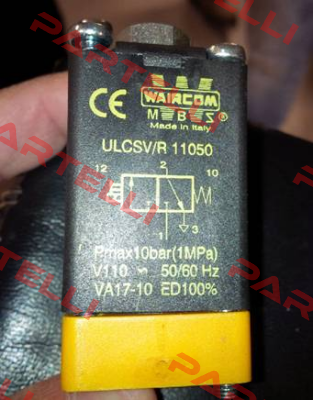 PARTELLI
CE
WAIRCOM
M B S ®
Made in Italy
ULCSV/R 11050
12 2 10
1 3
Pmax10bar(1MPa)
V110 ~ 50/60 Hz
VA17-10 ED100%
PARTELLI
PARTELLI